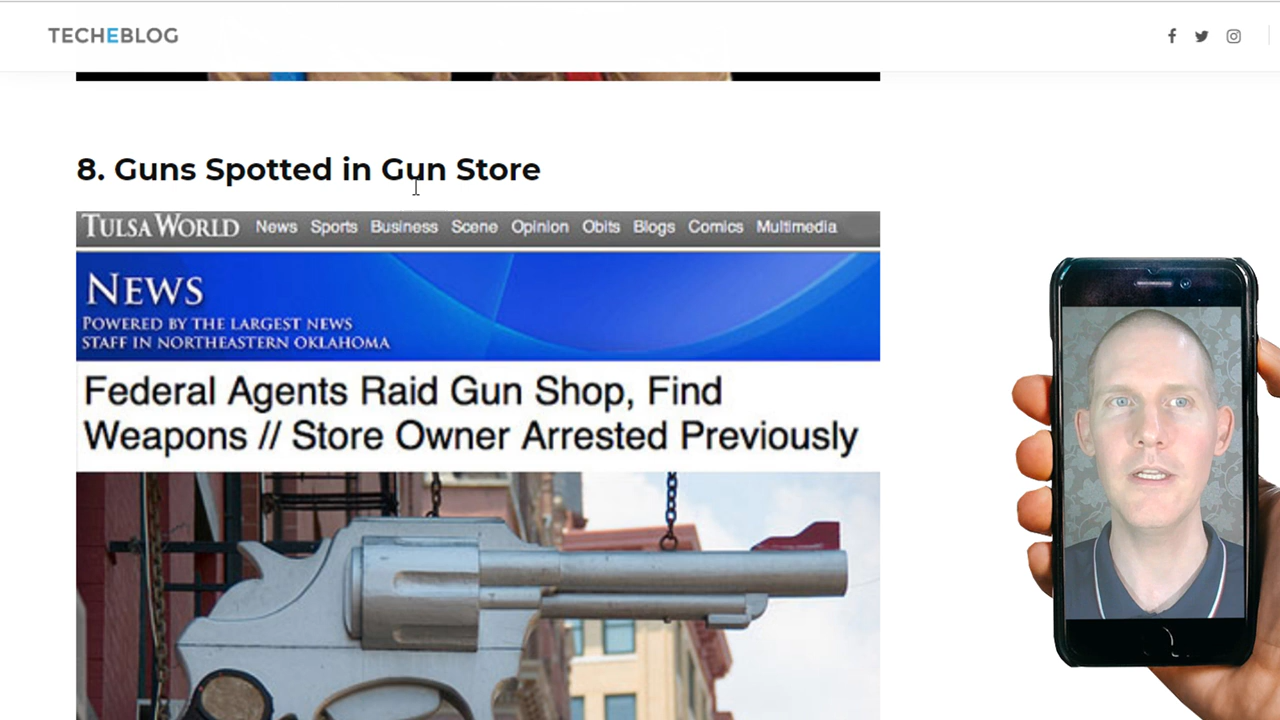 TECHEBLOG
8. Guns Spotted in Gun Store
TULSA WORLD News Sports Business Scene Opinion Obits Blogs Comics Multimedia
NEWS
POWERED BY THE LARGEST NEWS
STAFF IN NORTHEASTERN OKLAHOMA
Federal Agents Raid Gun Shop, Find
Weapons // Store Owner Arrested Previously